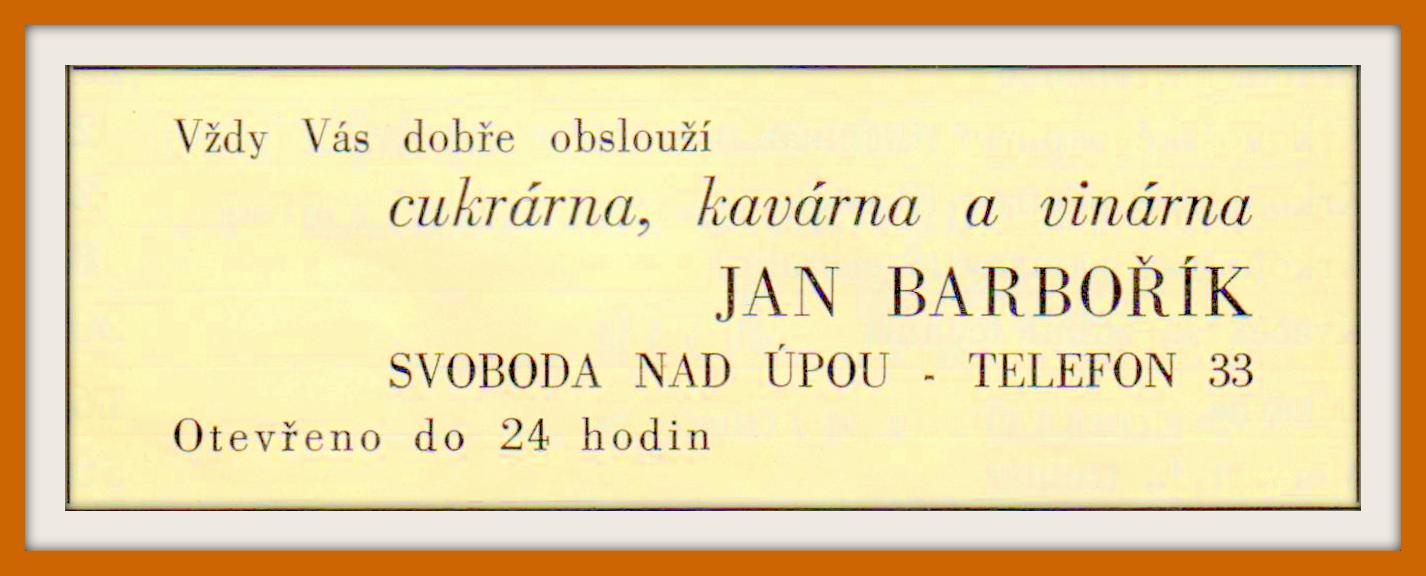 Vždy Vás dobře obslouží
cukrárna, kavárna a vinárna
JAN BARBOŘÍK
SVOBODA NAD ÚPOU - TELEFON 33
Otevřeno do 24 hodin